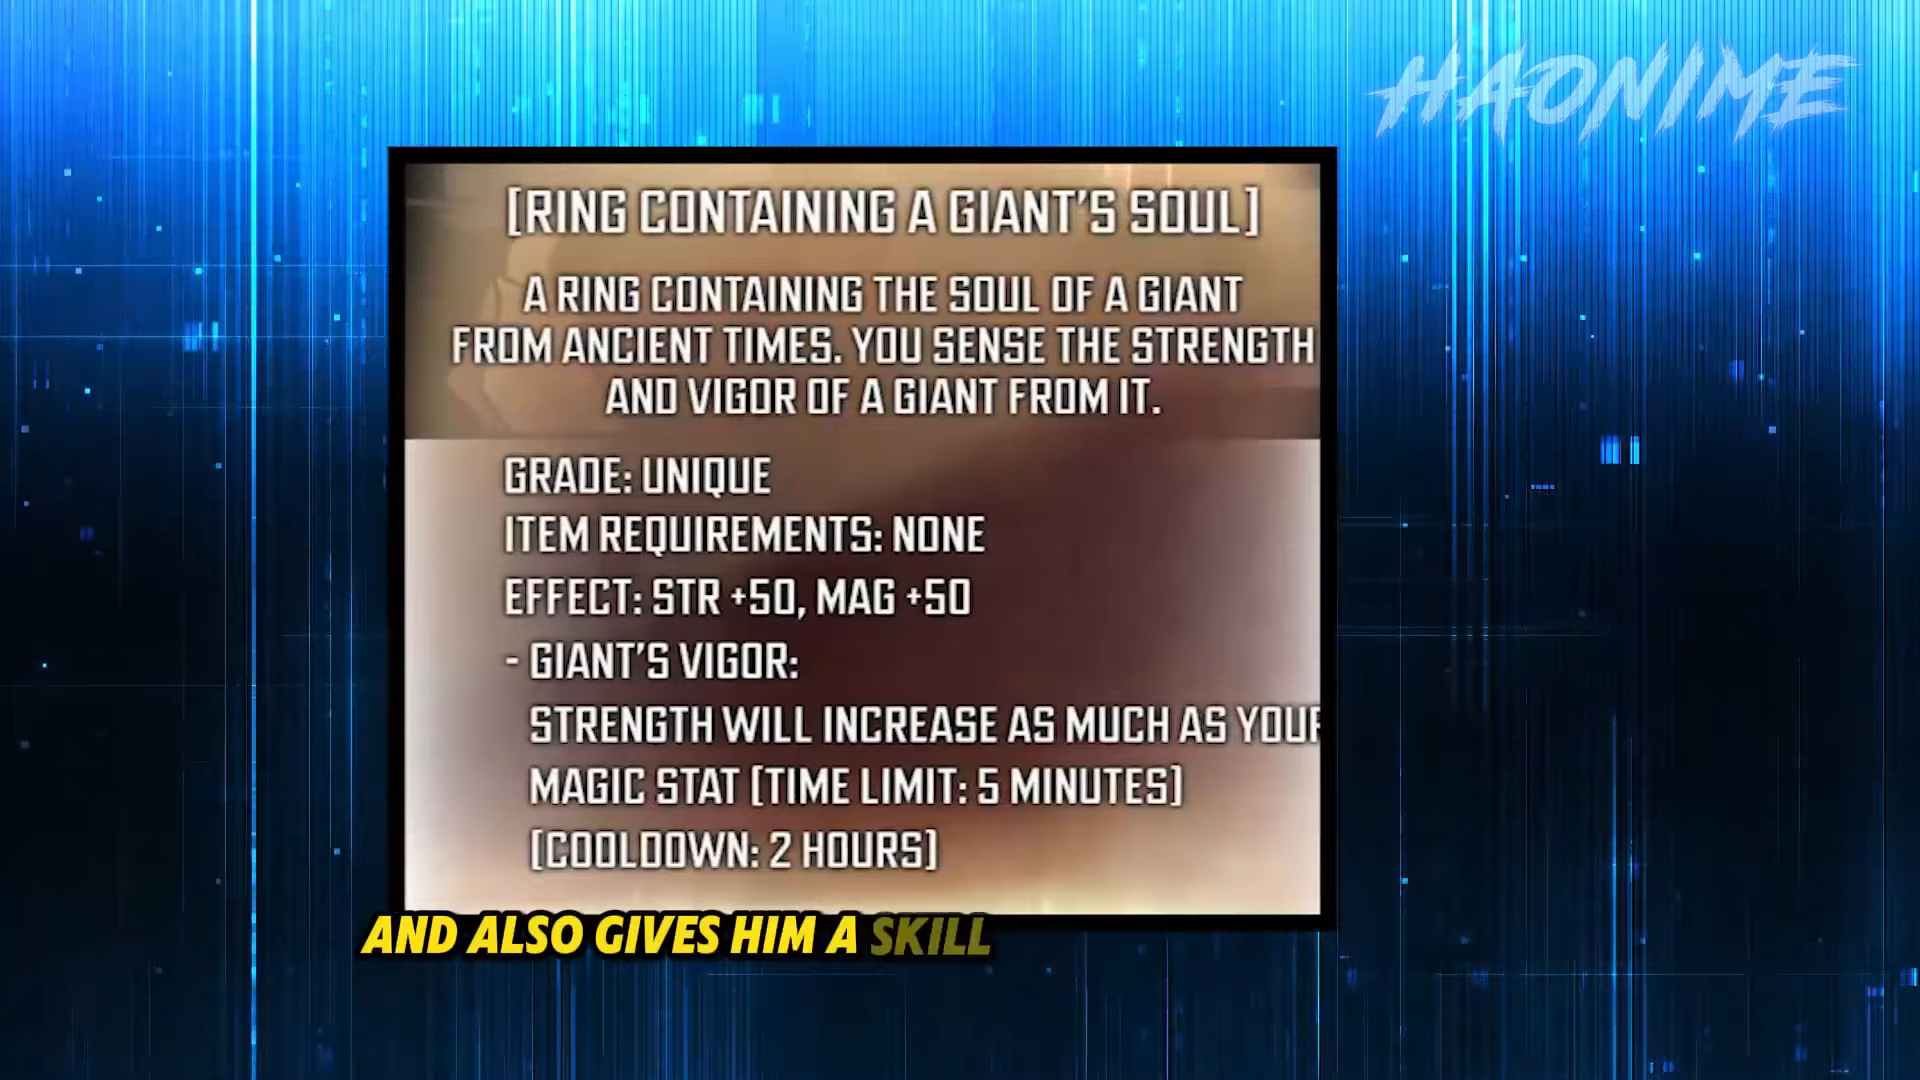 HAONIME
[RING CONTAINING A GIANT'S SOUL]
A RING CONTAINING THE SOUL OF A GIANT
FROM ANCIENT TIMES. YOU SENSE THE STRENGTH
AND VIGOR OF A GIANT FROM IT.
GRADE: UNIQUE
ITEM REQUIREMENTS: NONE
EFFECT: STR +50, MAG +50
- GIANT'S VIGOR:
STRENGTH WILL INCREASE AS MUCH AS YOUR
MAGIC STAT [TIME LIMIT: 5 MINUTES]
[COOLDOWN: 2 HOURS]
AND ALSO GIVES HIM A SKILL